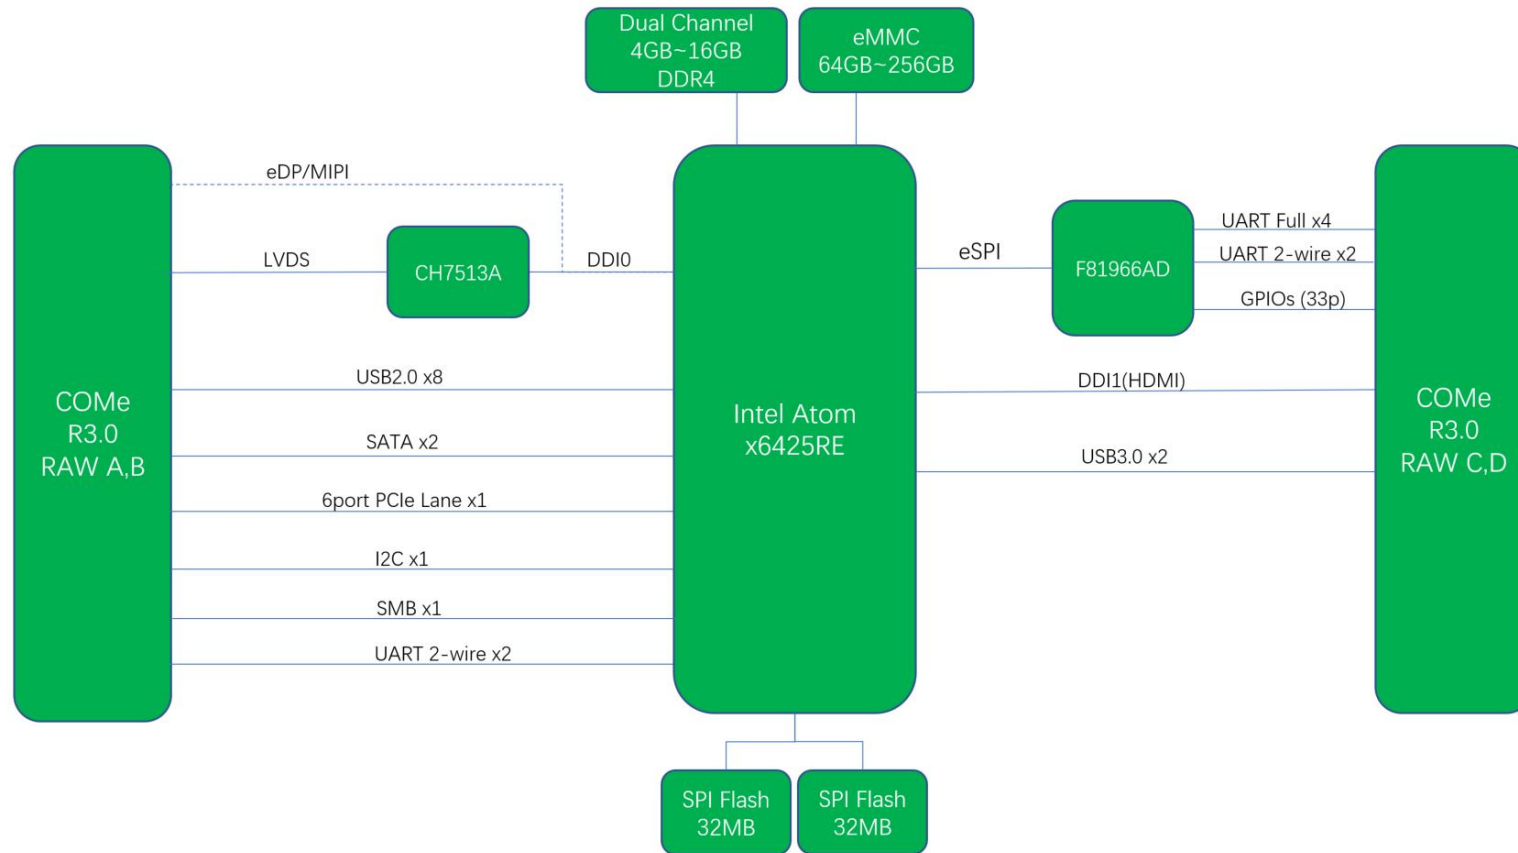 Dual Channel
4GB~16GB
DDR4
eMMC
64GB~256GB
eDP/MIPI
LVDS
CH7513A
DDI0
eSPI
F81966AD
UART Full x4
UART 2-wire x2
GPIOs (33p)
COMe
R3.0
RAW A,B
USB2.0 x8
SATA x2
6port PCIe Lane x1
I2C x1
SMB x1
UART 2-wire x2
Intel Atom
x6425RE
DDI1(HDMI)
USB3.0 x2
COMe
R3.0
RAW C,D
SPI Flash
32MB
SPI Flash
32MB